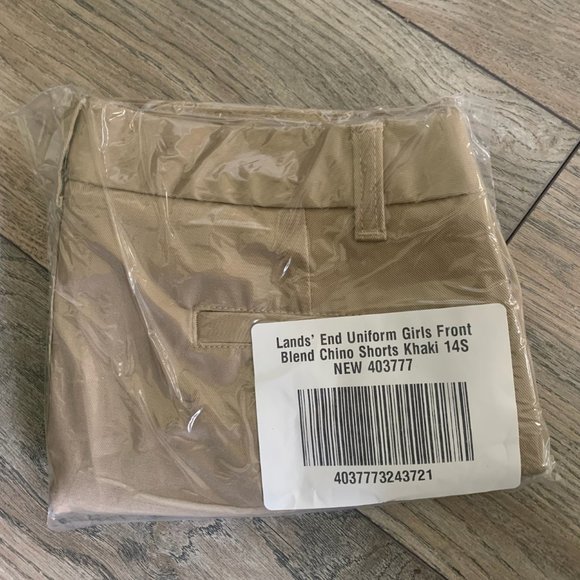 Lands' End Uniform Girls Front
Blend Chino Shorts Khaki 14S
NEW 403777
4037773243721